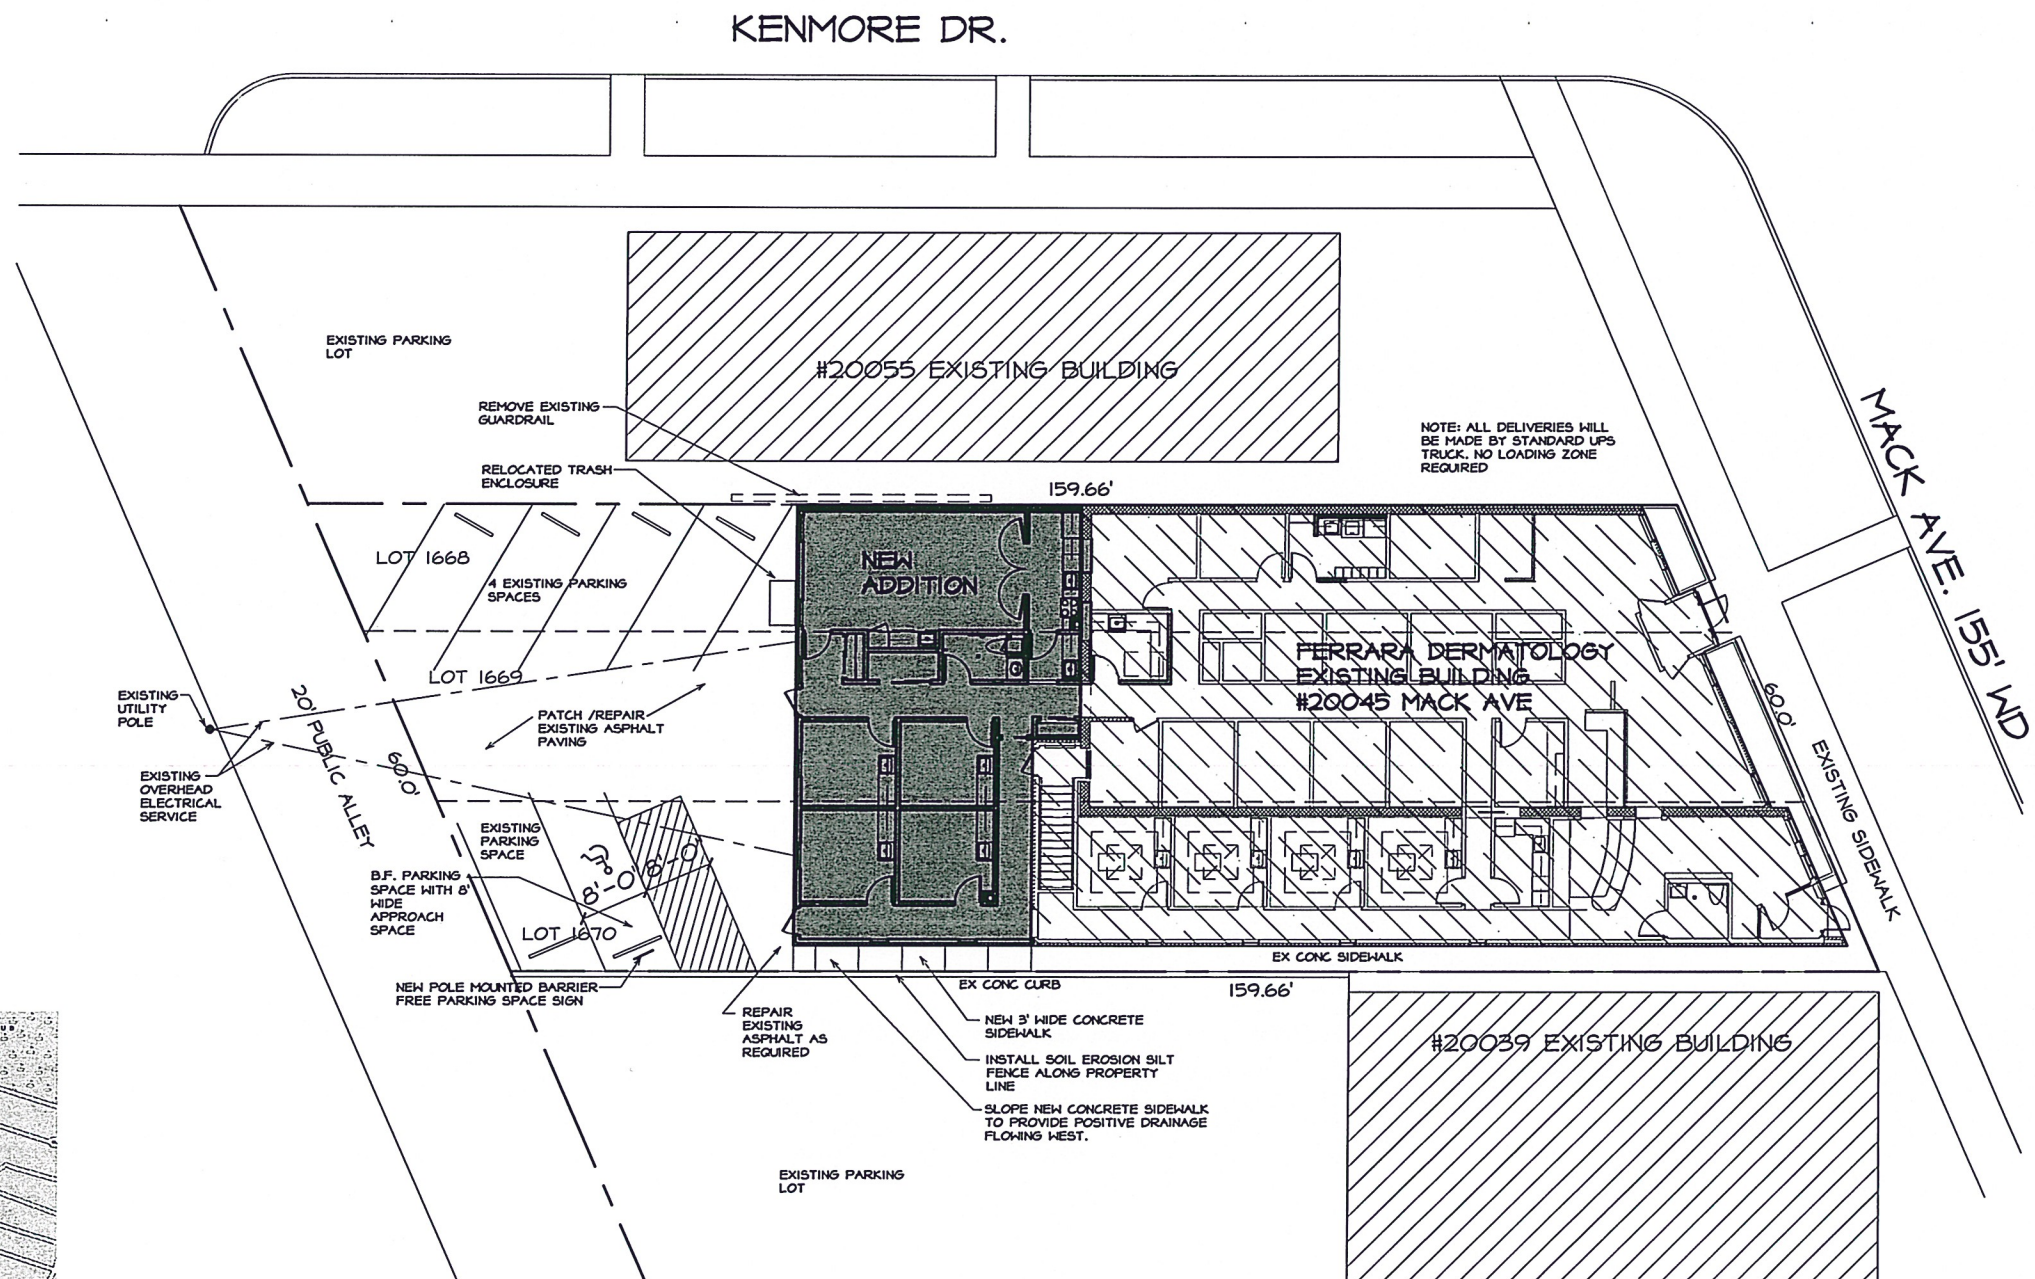 KENMORE DR.
EXISTING PARKING
LOT
#20055 EXISTING BUILDING
REMOVE EXISTING
GUARDRAIL
NOTE: ALL DELIVERIES WILL
BE MADE BY STANDARD UPS
TRUCK. NO LOADING ZONE
REQUIRED
MACK AVE. 155' WD
RELOCATED TRASH
ENCLOSURE
159.66'
LOT 1668
4 EXISTING PARKING
SPACES
NEW
ADDITION
FERRARA DERMATOLOGY
EXISTING BUILDING
#20045 MACK AVE
LOT 1669
EXISTING
UTILITY
POLE
20' PUBLIC ALLEY
60.0'
PATCH /REPAIR
EXISTING ASPHALT
PAVING
60.0'
EXISTING SIDEWALK
EXISTING
OVERHEAD
ELECTRICAL
SERVICE
EXISTING
PARKING
SPACE
8'-0"
8'-0"
B.F. PARKING
SPACE WITH 8'
WIDE
APPROACH
SPACE
LOT 1670
EX CONC SIDEWALK
NEW POLE MOUNTED BARRIER
FREE PARKING SPACE SIGN
EX CONC CURB
159.66'
REPAIR
EXISTING
ASPHALT AS
REQUIRED
NEW 3' WIDE CONCRETE
SIDEWALK
INSTALL SOIL EROSION SILT
FENCE ALONG PROPERTY
LINE
SLOPE NEW CONCRETE SIDEWALK
TO PROVIDE POSITIVE DRAINAGE
FLOWING WEST.
#20039 EXISTING BUILDING
EXISTING PARKING
LOT